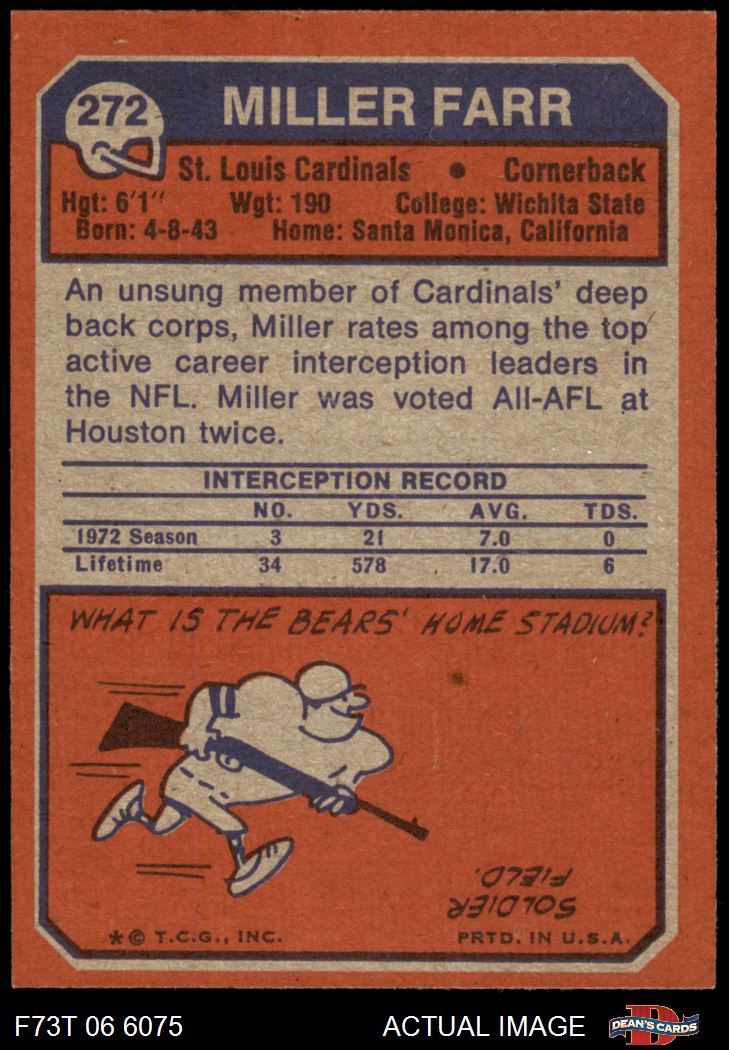 272
MILLER FARR
St. Louis Cardinals • Cornerback
Hgt: 6'1" Wgt: 190 College: Wichita State
Born: 4-8-43 Home: Santa Monica, California
An unsung member of Cardinals' deep
back corps, Miller rates among the top
active career interception leaders in
the NFL. Miller was voted All-AFL at
Houston twice.
INTERCEPTION RECORD
NO. YDS. AVG. TDS.
1972 Season 3 21 7.0 0
Lifetime 34 578 17.0 6
WHAT IS THE BEARS' HOME STADIUM?
SOLDIER
FIELD.
*© T.C.G., INC. PRTD. IN U.S.A.
F73T 06 6075 ACTUAL IMAGE
D
DEAN'S CARDS